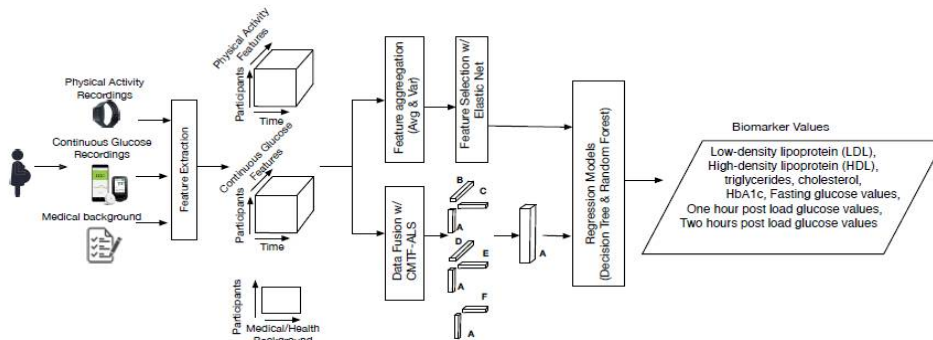 Physical Activity
Recordings
Continuous Glucose
Recordings
Medical background
Feature Extraction
Physical Activity
Features
Participants
Time
Continuous Glucose
Features
Participants
Time
Participants
Medical/Health
Background
Feature aggreegation
(Avg & Var)
Feature Selection w/
Elastic Net
Data Fusion w/
CMTF-ALS
B
C
A
D
E
A
F
A
A
Regression Models
(Decision Tree & Random Forest)
Biomarker Values
Low-density lipoprotein (LDL),
High-density lipoprotein (HDL),
triglycerides, cholesterol,
HbA1c, Fasting glucose values,
One hour post load glucose values,
Two hours post load glucose values